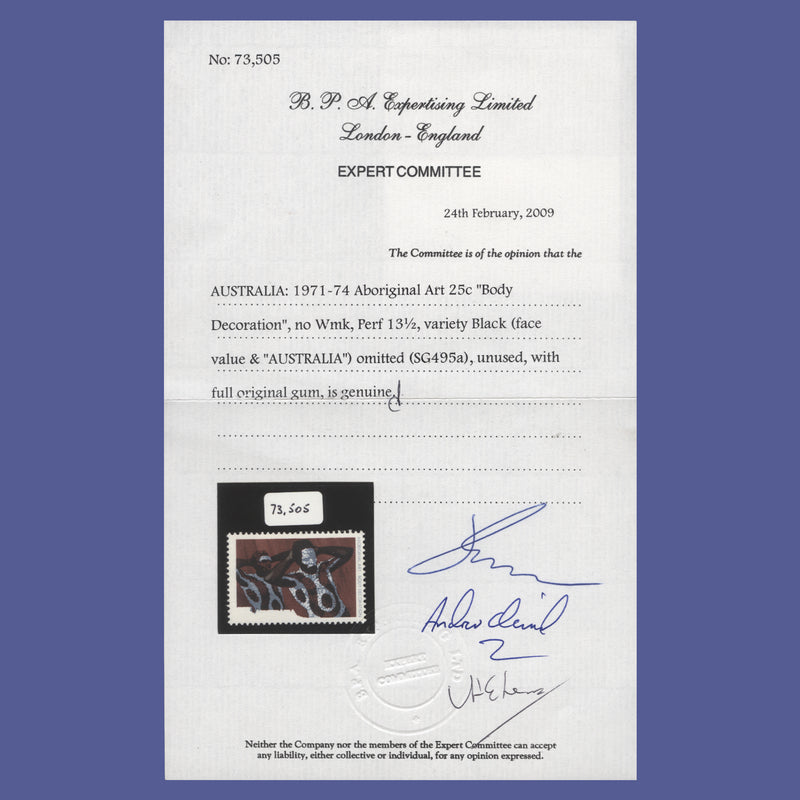 No: 73,505
B. P. A. Expertising Limited
London - England
EXPERT COMMITTEE
24th February, 2009
The Committee is of the opinion that the
AUSTRALIA: 1971-74 Aboriginal Art 25c "Body
Decoration", no Wmk, Perf 13½, variety Black (face
value & "AUSTRALIA") omitted (SG495a), unused, with
full original gum, is genuine
73,505
EXPERT
COMMITTEE
Neither the Company nor the members of the Expert Committee can accept
any liability, either collective or individual, for any opinion expressed.